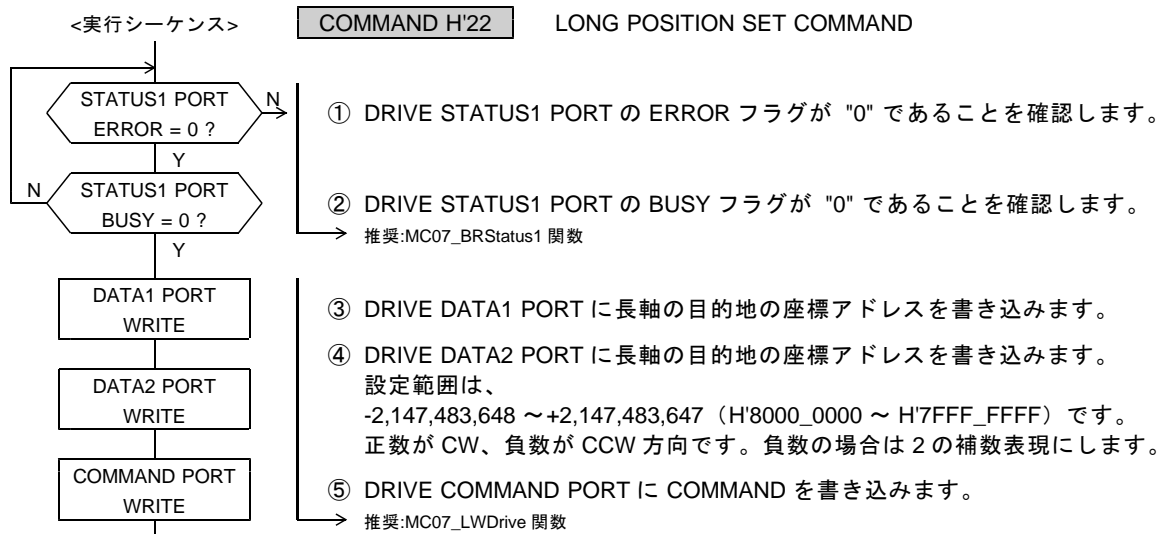 <実行シーケンス>
COMMAND H'22
LONG POSITION SET COMMAND
STATUS1 PORT
ERROR = 0 ?
N
Y
① DRIVE STATUS1 PORT の ERROR フラグが "0" であることを確認します。
N
STATUS1 PORT
BUSY = 0 ?
Y
② DRIVE STATUS1 PORT の BUSY フラグが "0" であることを確認します。
推奨:MC07_BRStatus1 関数
DATA1 PORT
WRITE
③ DRIVE DATA1 PORT に長軸の目的地の座標アドレスを書き込みます。
DATA2 PORT
WRITE
④ DRIVE DATA2 PORT に長軸の目的地の座標アドレスを書き込みます。
設定範囲は、
-2,147,483,648 ～+2,147,483,647（H'8000_0000 ～ H'7FFF_FFFF）です。
正数が CW、負数が CCW 方向です。負数の場合は２の補数表現にします。
COMMAND PORT
WRITE
⑤ DRIVE COMMAND PORT に COMMAND を書き込みます。
推奨:MC07_LWDrive 関数